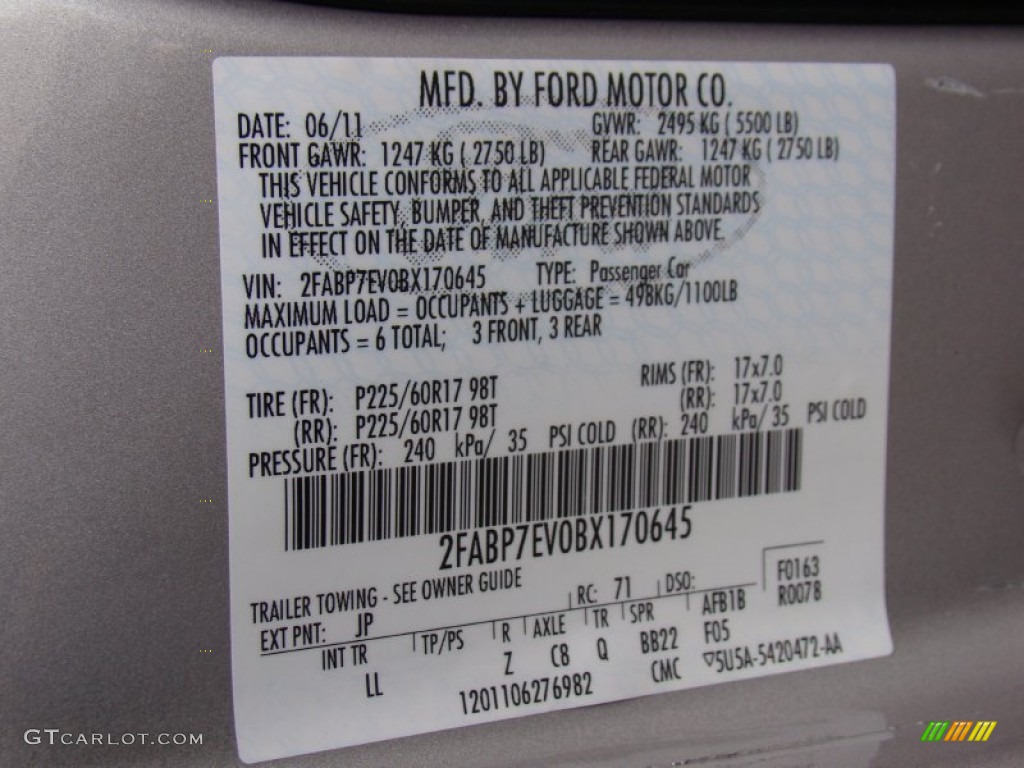 MFD. BY FORD MOTOR CO.
DATE: 06/11 GVWR: 2495 KG ( 5500 LB)
FRONT GAWR: 1247 KG ( 2750 LB) REAR GAWR: 1247 KG ( 2750 LB)
THIS VEHICLE CONFORMS TO ALL APPLICABLE FEDERAL MOTOR
VEHICLE SAFETY, BUMPER, AND THEFT PREVENTION STANDARDS
IN EFFECT ON THE DATE OF MANUFACTURE SHOWN ABOVE.
VIN: 2FABP7EV0BX170645 TYPE: Passenger Car
MAXIMUM LOAD = OCCUPANTS + LUGGAGE = 498KG/1100LB
OCCUPANTS = 6 TOTAL; 3 FRONT, 3 REAR
TIRE (FR): P225/60R17 98T RIMS (FR): 17x7.0
(RR): P225/60R17 98T (RR): 17x7.0
PRESSURE (FR): 240 kPa/ 35 PSI COLD (RR): 240 kPa/ 35 PSI COLD
2FABP7EV0BX170645
TRAILER TOWING - SEE OWNER GUIDE
EXT PNT: JP RC: 71 DSO: F0163
R0078
INT TR TP/PS R AXLE TR SPR AFB1B
LL Z C8 Q BB22 F05
1201106276982 CMC ▽5U5A-5420472-AA
GTCARLOT.COM